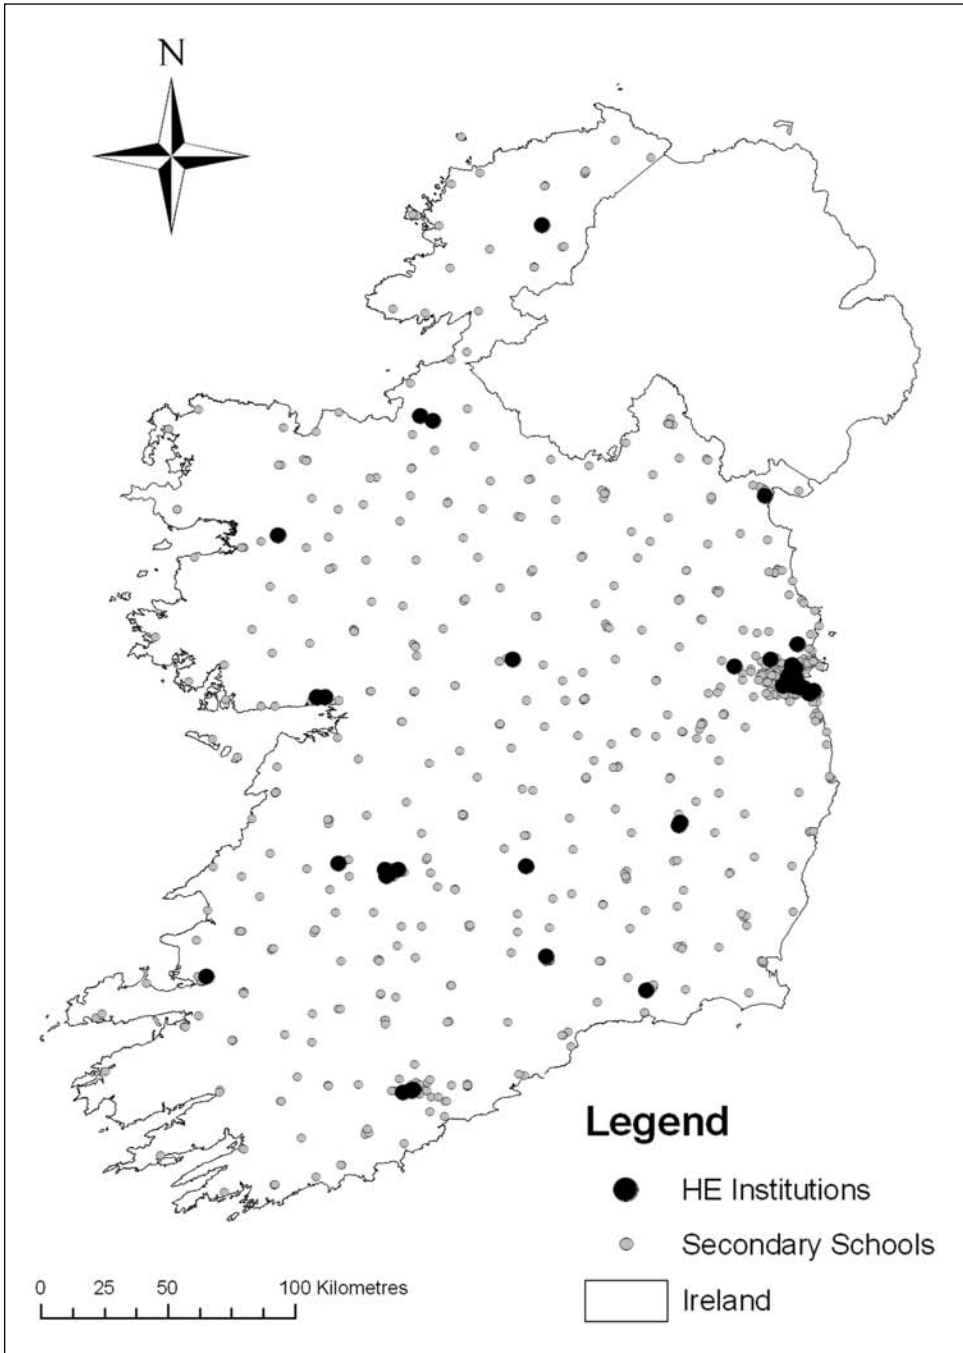 N
Legend
HE Institutions
Secondary Schools
Ireland
0 25 50 100 Kilometres